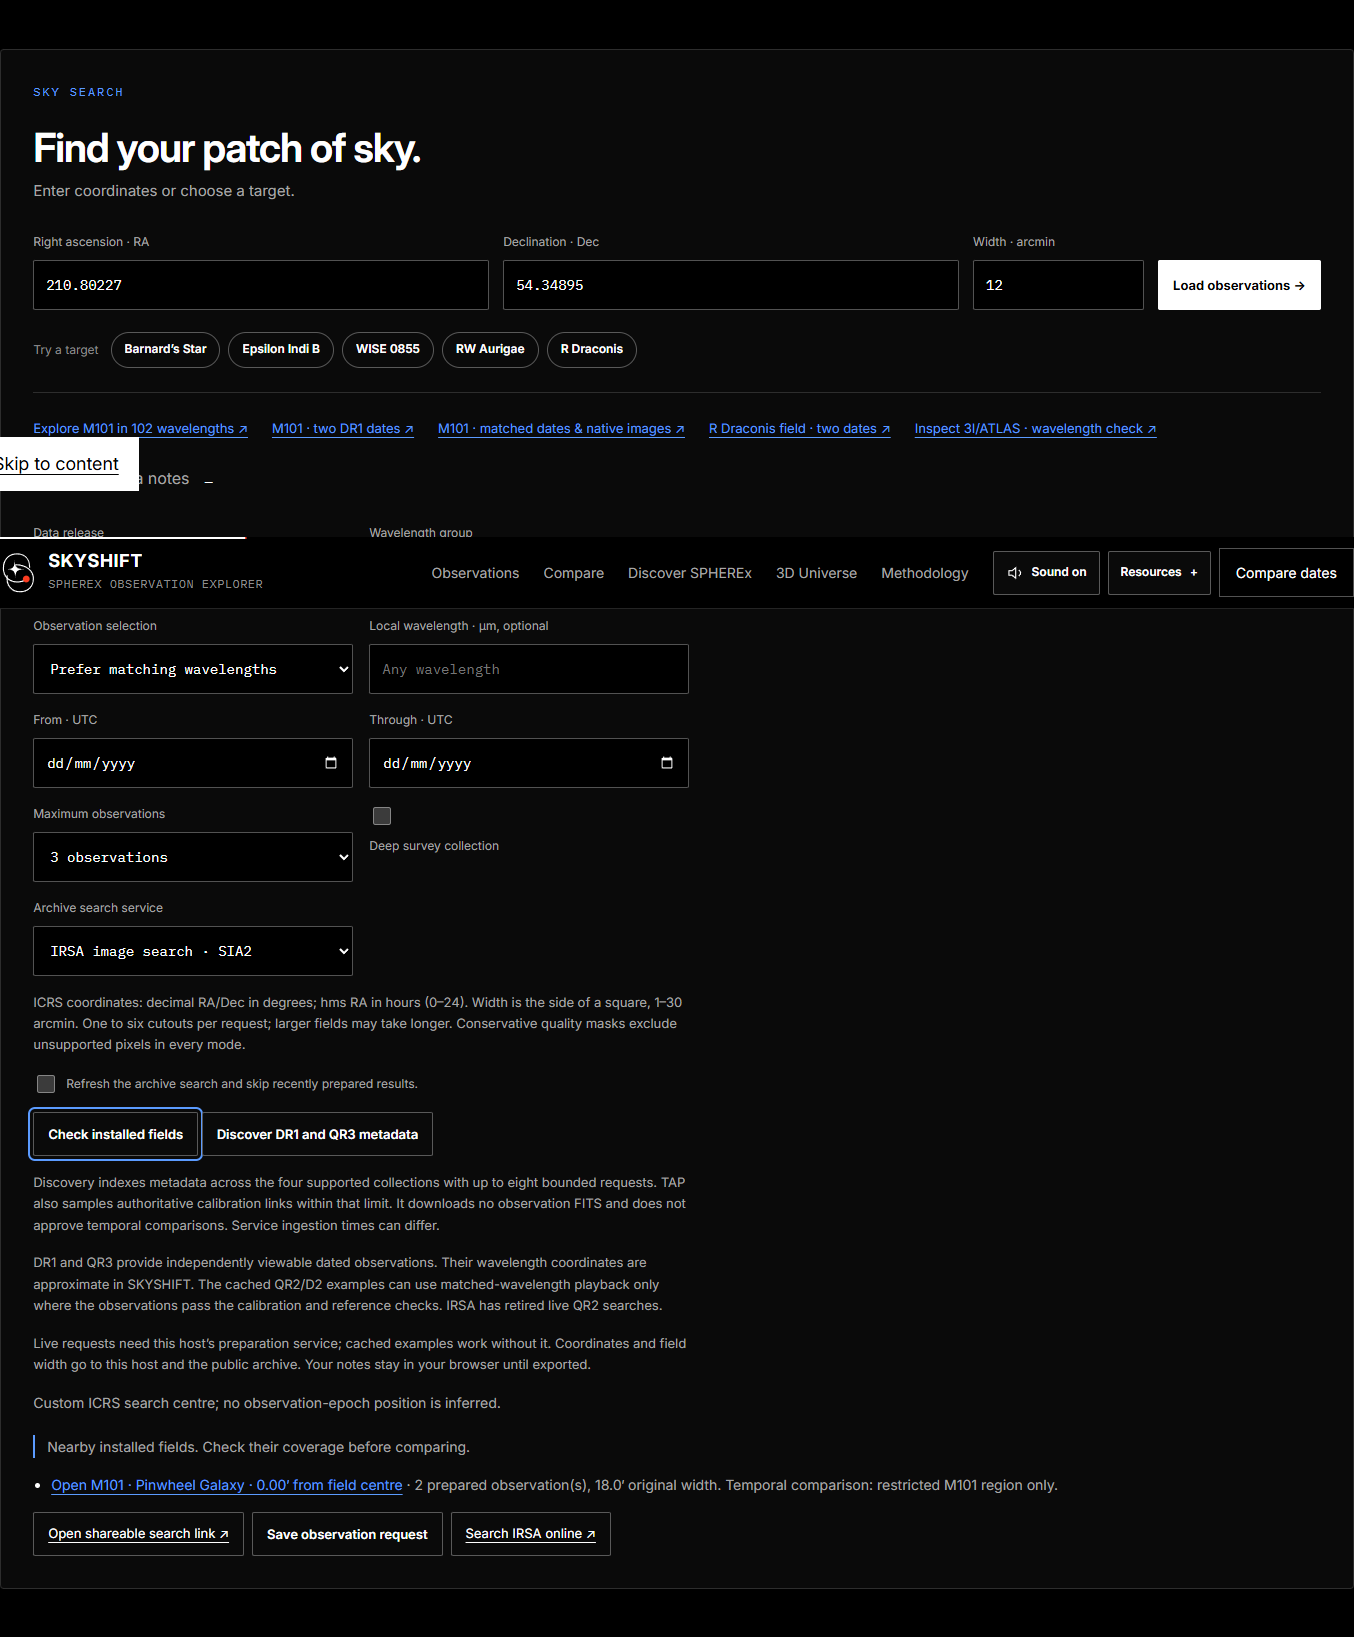 SKY SEARCH
Find your patch of sky.
Enter coordinates or choose a target.
Right ascension · RA
Declination · Dec
Width · arcmin
210.80227
54.34895
12
Load observations →
Try a target
Barnard’s Star
Epsilon Indi B
WISE 0855
RW Aurigae
R Draconis
Explore M101 in 102 wavelengths ↗
M101 · two DR1 dates ↗
M101 · matched dates & native images ↗
R Draconis field · two dates ↗
Inspect 3I/ATLAS · wavelength check ↗
Skip to content
notes –
Data release
Wavelength group
SKYSHIFT
SPHEREX OBSERVATION EXPLORER
Observations
Compare
Discover SPHEREx
3D Universe
Methodology
Sound on
Resources +
Compare dates
Observation selection
Local wavelength · µm, optional
Prefer matching wavelengths
Any wavelength
From · UTC
Through · UTC
dd/mm/yyyy
dd/mm/yyyy
Maximum observations
3 observations
Deep survey collection
Archive search service
IRSA image search · SIA2
ICRS coordinates: decimal RA/Dec in degrees; hms RA in hours (0–24). Width is the side of a square, 1–30
arcmin. One to six cutouts per request; larger fields may take longer. Conservative quality masks exclude
unsupported pixels in every mode.
Refresh the archive search and skip recently prepared results.
Check installed fields
Discover DR1 and QR3 metadata
Discovery indexes metadata across the four supported collections with up to eight bounded requests. TAP
also samples authoritative calibration links within that limit. It downloads no observation FITS and does not
approve temporal comparisons. Service ingestion times can differ.
DR1 and QR3 provide independently viewable dated observations. Their wavelength coordinates are
approximate in SKYSHIFT. The cached QR2/D2 examples can use matched-wavelength playback only
where the observations pass the calibration and reference checks. IRSA has retired live QR2 searches.
Live requests need this host’s preparation service; cached examples work without it. Coordinates and field
width go to this host and the public archive. Your notes stay in your browser until exported.
Custom ICRS search centre; no observation-epoch position is inferred.
Nearby installed fields. Check their coverage before comparing.
• Open M101 · Pinwheel Galaxy · 0.00′ from field centre · 2 prepared observation(s), 18.0′ original width. Temporal comparison: restricted M101 region only.
Open shareable search link ↗
Save observation request
Search IRSA online ↗